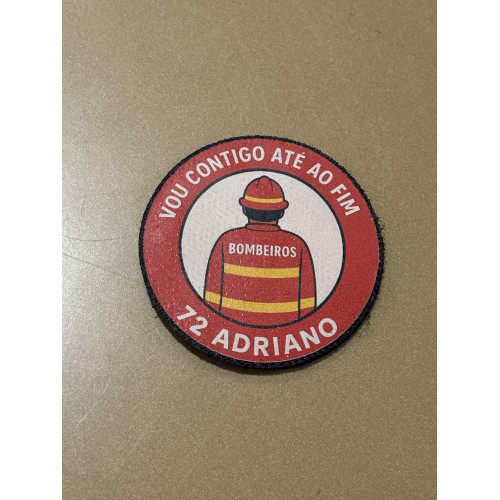 VOU CONTIGO ATÉ AO FIM
BOMBEIROS
72 ADRIANO